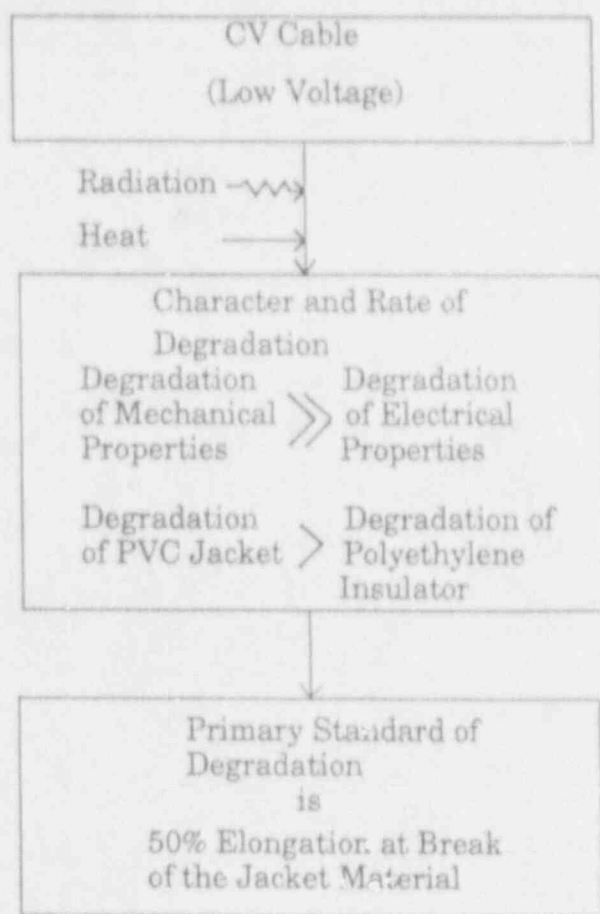 CV Cable
(Low Voltage)
Radiation
Heat
Character and Rate of
Degradation
Degradation
of Mechanical
Properties
≫
Degradation
of Electrical
Properties
Degradation
of PVC Jacket
>
Degradation of
Polyethylene
Insulator
Primary Standard of
Degradation
is
50% Elongation at Break
of the Jacket Material